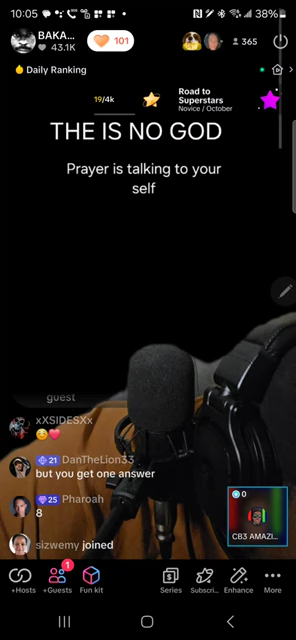 10:05
38%
BAKA...
43.1K
101
365
Daily Ranking
19/4k
Road to
Superstars
Novice / October
THE IS NO GOD
Prayer is talking to your
self
guest
xXSIDESXx
☺️❤️
21 DanTheLion33
but you get one answer
25 Pharoah
8
sizwemy joined
0
CB3 AMAZI...
+Hosts
1
+Guests
Fun kit
Series
Subscri...
Enhance
More